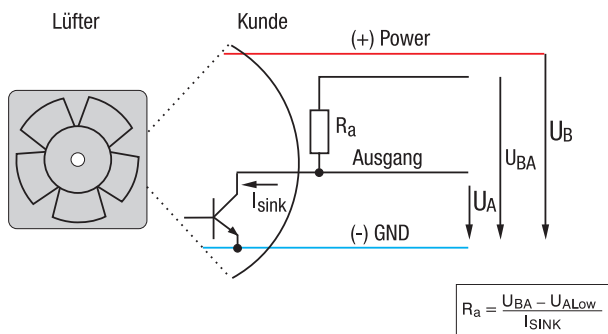 Lüfter
Kunde
(+) Power
Ra
Ausgang
Isink
(-) GND
UA
UBA
UB
Ra = UBA − UALow / ISINK